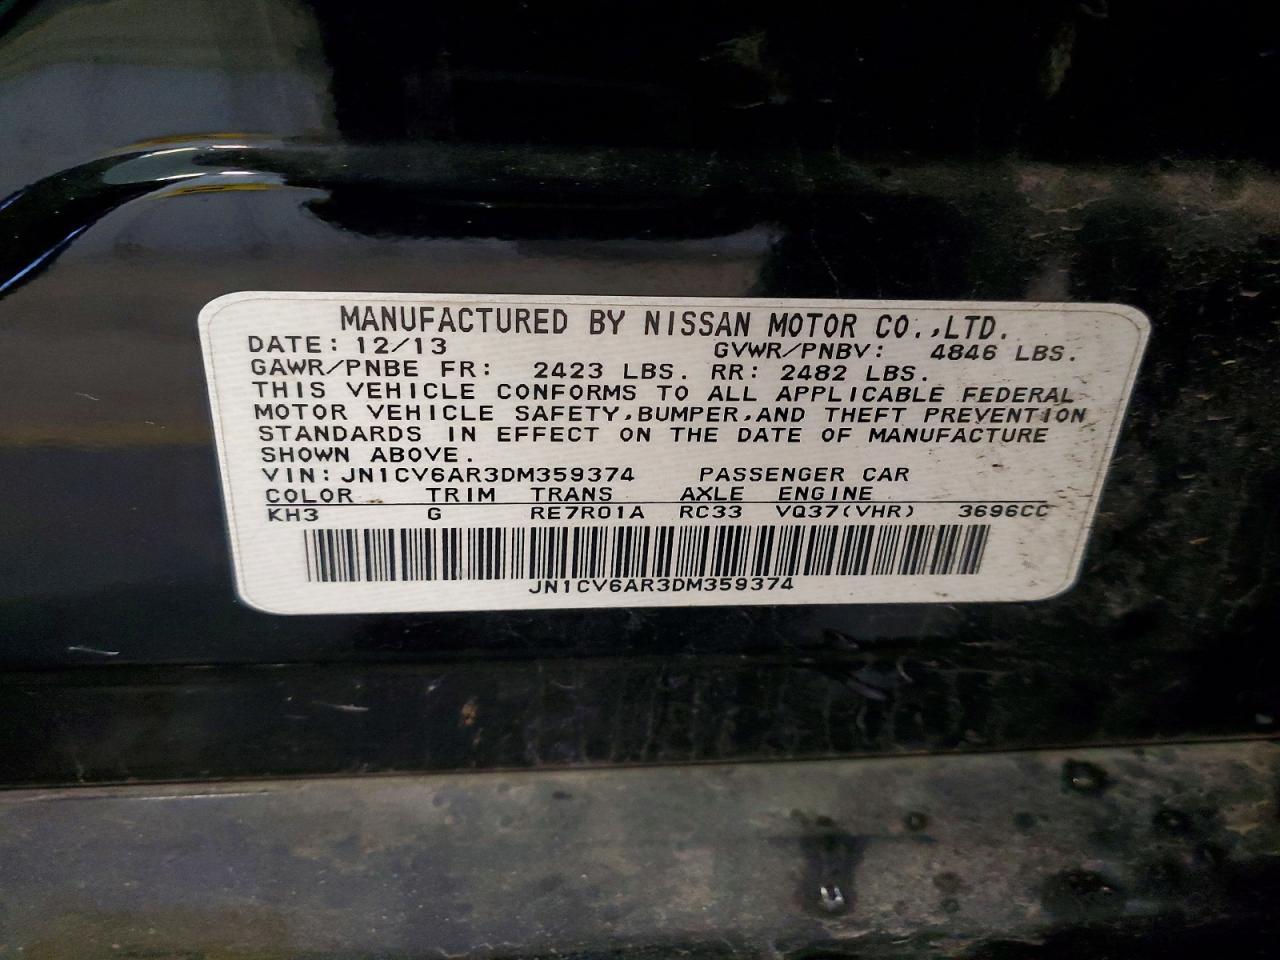 MANUFACTURED BY NISSAN MOTOR CO.,LTD.
DATE: 12/13 GVWR/PNBV: 4846 LBS.
GAWR/PNBE FR: 2423 LBS. RR: 2482 LBS.
THIS VEHICLE CONFORMS TO ALL APPLICABLE FEDERAL
MOTOR VEHICLE SAFETY,BUMPER,AND THEFT PREVENTION
STANDARDS IN EFFECT ON THE DATE OF MANUFACTURE
SHOWN ABOVE.
VIN: JN1CV6AR3DM359374 PASSENGER CAR
COLOR TRIM TRANS AXLE ENGINE
KH3 G RE7R01A RC33 VQ37(VHR) 3696CC
JN1CV6AR3DM359374